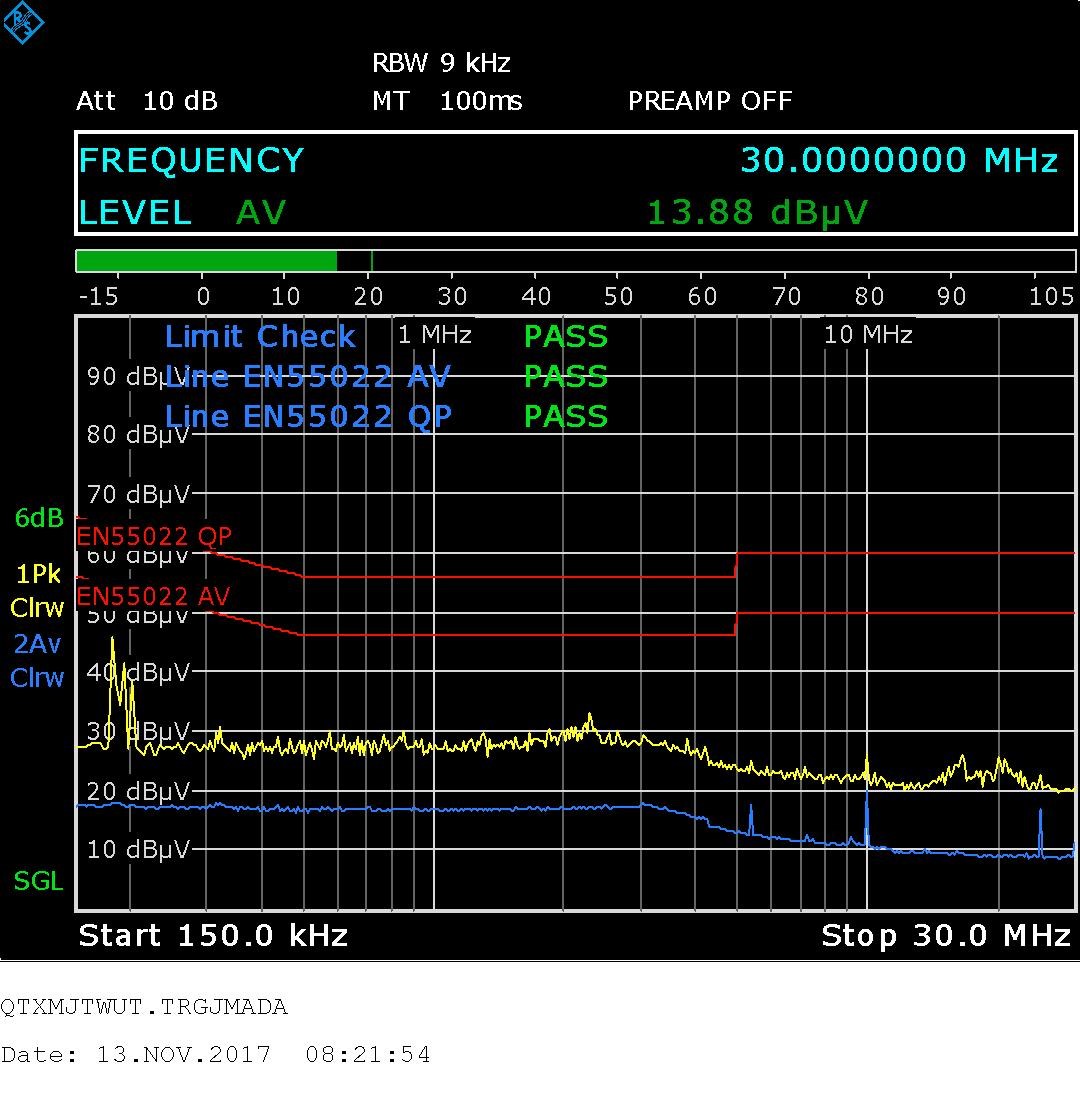 R S
RBW 9 kHz
Att 10 dB MT 100ms PREAMP OFF
FREQUENCY 30.0000000 MHz
LEVEL AV 13.88 dBµV
-15 0 10 20 30 40 50 60 70 80 90 105
Limit Check 1 MHz PASS 10 MHz
90 dBµV Line EN55022 AV PASS
Line EN55022 QP PASS
80 dBµV
70 dBµV
6dB
EN55022 QP
60 dBµV
1Pk
EN55022 AV
Clrw
50 dBµV
2Av
40 dBµV
Clrw
30 dBµV
20 dBµV
10 dBµV
SGL
Start 150.0 kHz Stop 30.0 MHz
QTXMJTWUT.TRGJMADA
Date: 13.NOV.2017 08:21:54